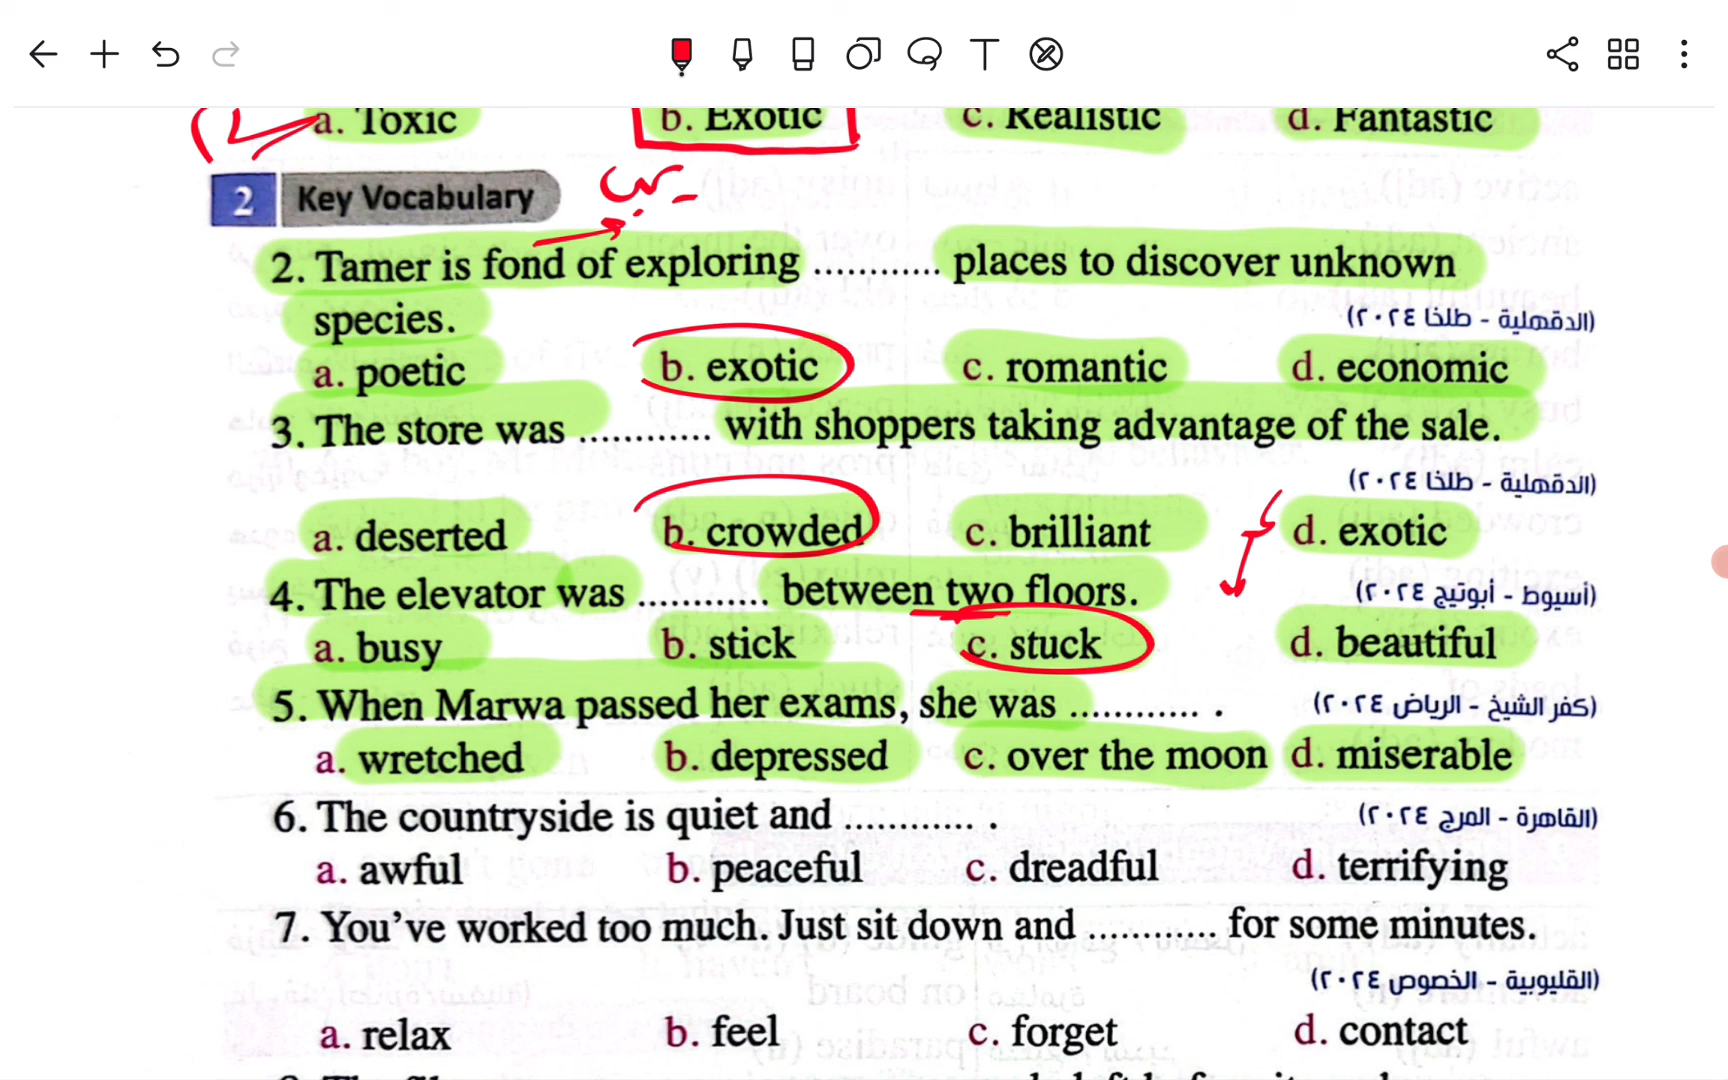 a. Toxic b. Exotic c. Realistic d. Fantastic
2 Key Vocabulary
2. Tamer is fond of exploring ............ places to discover unknown
species. (الدقهلية - طلخا ٢٠٢٤)
a. poetic b. exotic c. romantic d. economic
3. The store was ............ with shoppers taking advantage of the sale.
(الدقهلية - طلخا ٢٠٢٤)
a. deserted b. crowded c. brilliant d. exotic
4. The elevator was ............ between two floors. (أسيوط - أبوتيج ٢٠٢٤)
a. busy b. stick c. stuck d. beautiful
5. When Marwa passed her exams, she was ............ . (كفر الشيخ - الرياض ٢٠٢٤)
a. wretched b. depressed c. over the moon d. miserable
6. The countryside is quiet and ............ . (القاهرة - المرج ٢٠٢٤)
a. awful b. peaceful c. dreadful d. terrifying
7. You’ve worked too much. Just sit down and ............ for some minutes.
(القليوبية - الخصوص ٢٠٢٤)
a. relax b. feel c. forget d. contact